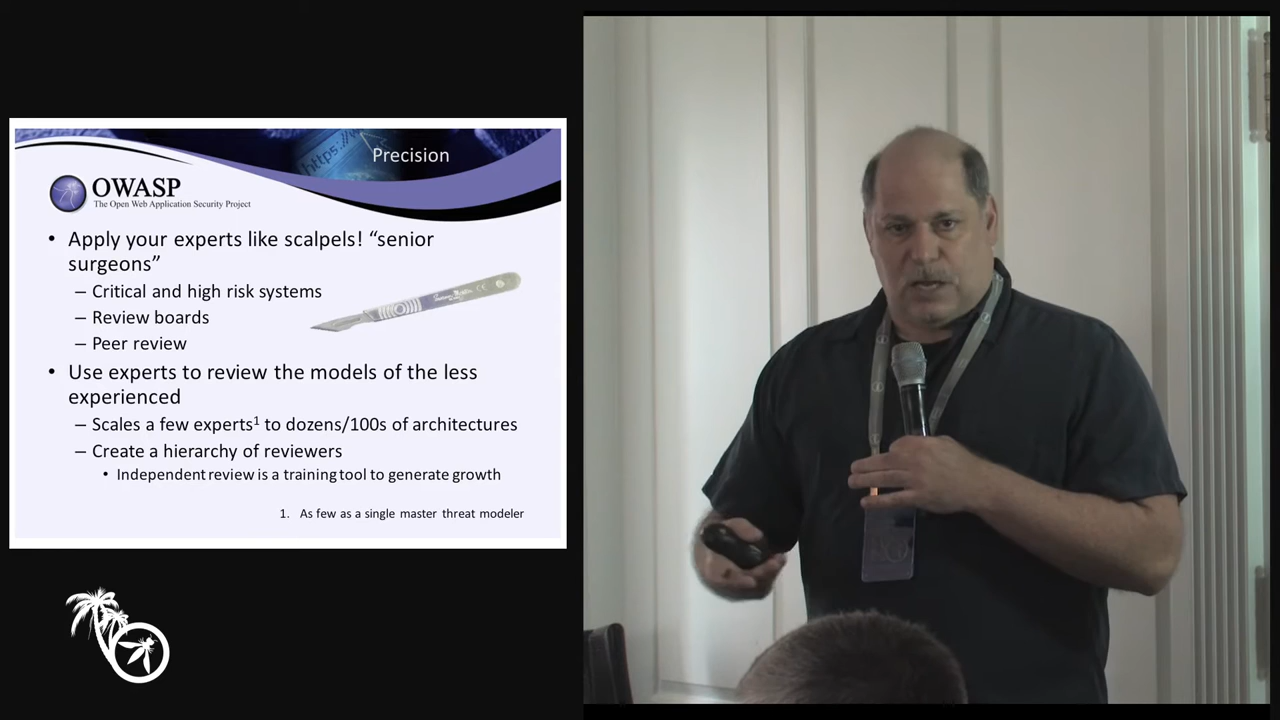 https://
Precision
OWASP
The Open Web Application Security Project
• Apply your experts like scalpels! “senior
surgeons”
– Critical and high risk systems
– Review boards
– Peer review
• Use experts to review the models of the less
experienced
– Scales a few experts1 to dozens/100s of architectures
– Create a hierarchy of reviewers
• Independent review is a training tool to generate growth
1. As few as a single master threat modeler